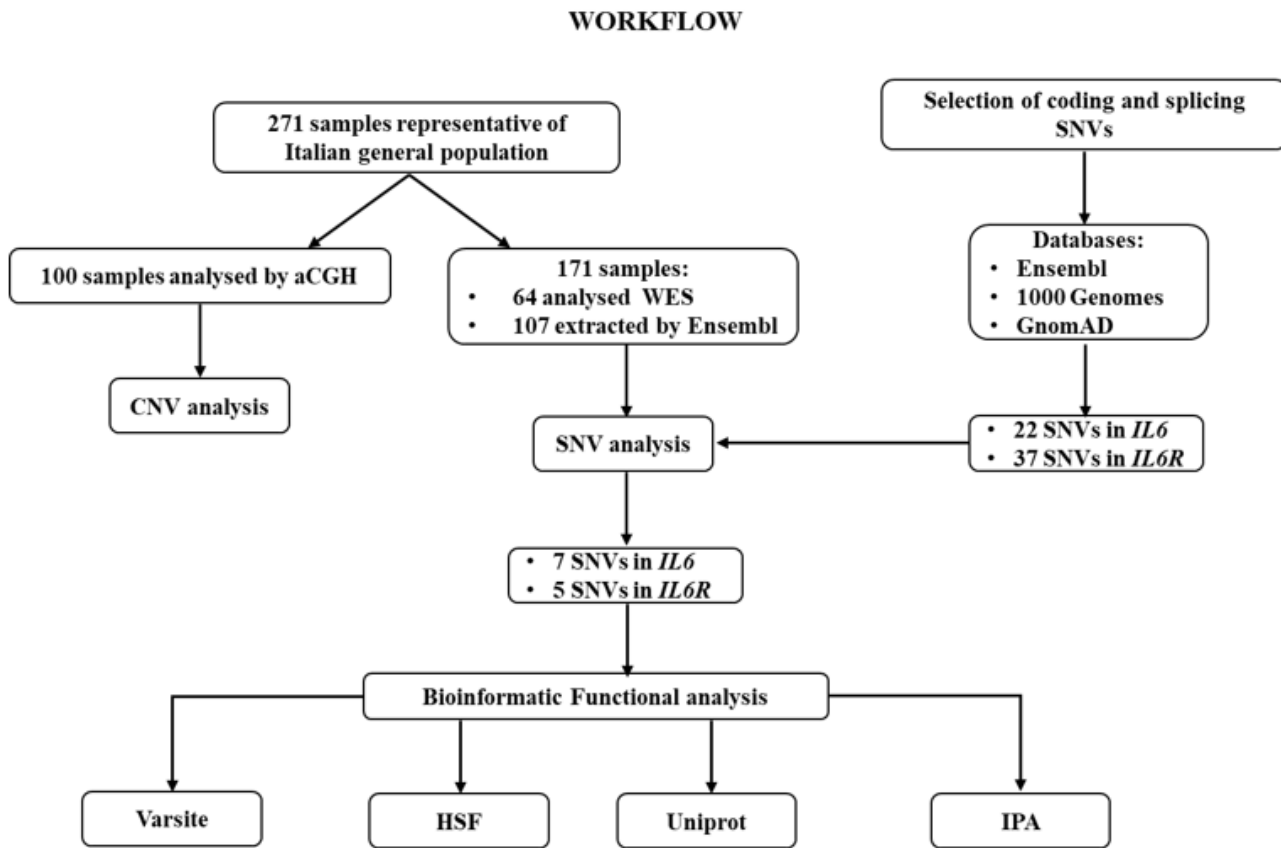 WORKFLOW
271 samples representative of
Italian general population
Selection of coding and splicing
SNVs
100 samples analysed by aCGH
171 samples:
• 64 analysed WES
• 107 extracted by Ensembl
Databases:
• Ensembl
• 1000 Genomes
• GnomAD
CNV analysis
SNV analysis
• 22 SNVs in IL6
• 37 SNVs in IL6R
• 7 SNVs in IL6
• 5 SNVs in IL6R
Bioinformatic Functional analysis
Varsite
HSF
Uniprot
IPA